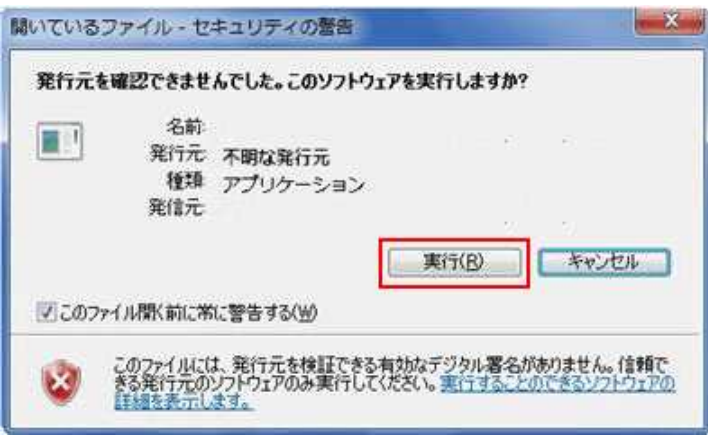 開いているファイル - セキュリティの警告
発行元を確認できませんでした。このソフトウェアを実行しますか?
名前:
発行元: 不明な発行元
種類: アプリケーション
発信元:
実行(R)
キャンセル
このファイル開く前に常に警告する(W)
このファイルには、発行元を検証できる有効なデジタル署名がありません。信頼で
きる発行元のソフトウェアのみ実行してください。実行することのできるソフトウェアの
詳細を表示します。